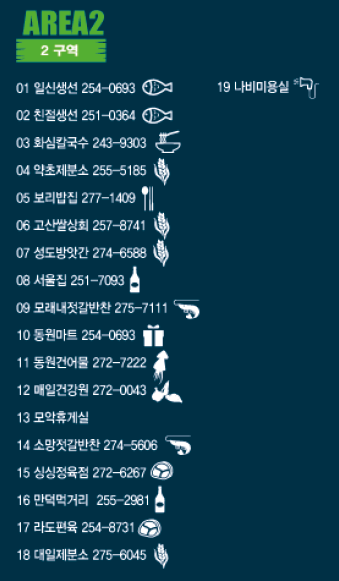 AREA2
2 구역
01 일신생선 254-0693
02 친절생선 251-0364
03 화심칼국수 243-9303
04 약초제분소 255-5185
05 보리밥집 277-1409
06 고산쌀상회 257-8741
07 성도방앗간 274-6588
08 서울집 251-7093
09 모래내젓갈반찬 275-7111
10 동원마트 254-0693
11 동원건어물 272-7222
12 매일건강원 272-0043
13 모악휴게실
14 소망젓갈반찬 274-5606
15 싱싱정육점 272-6267
16 만덕먹거리 255-2981
17 라도편육 254-8731
18 대일제분소 275-6045
19 나비미용실